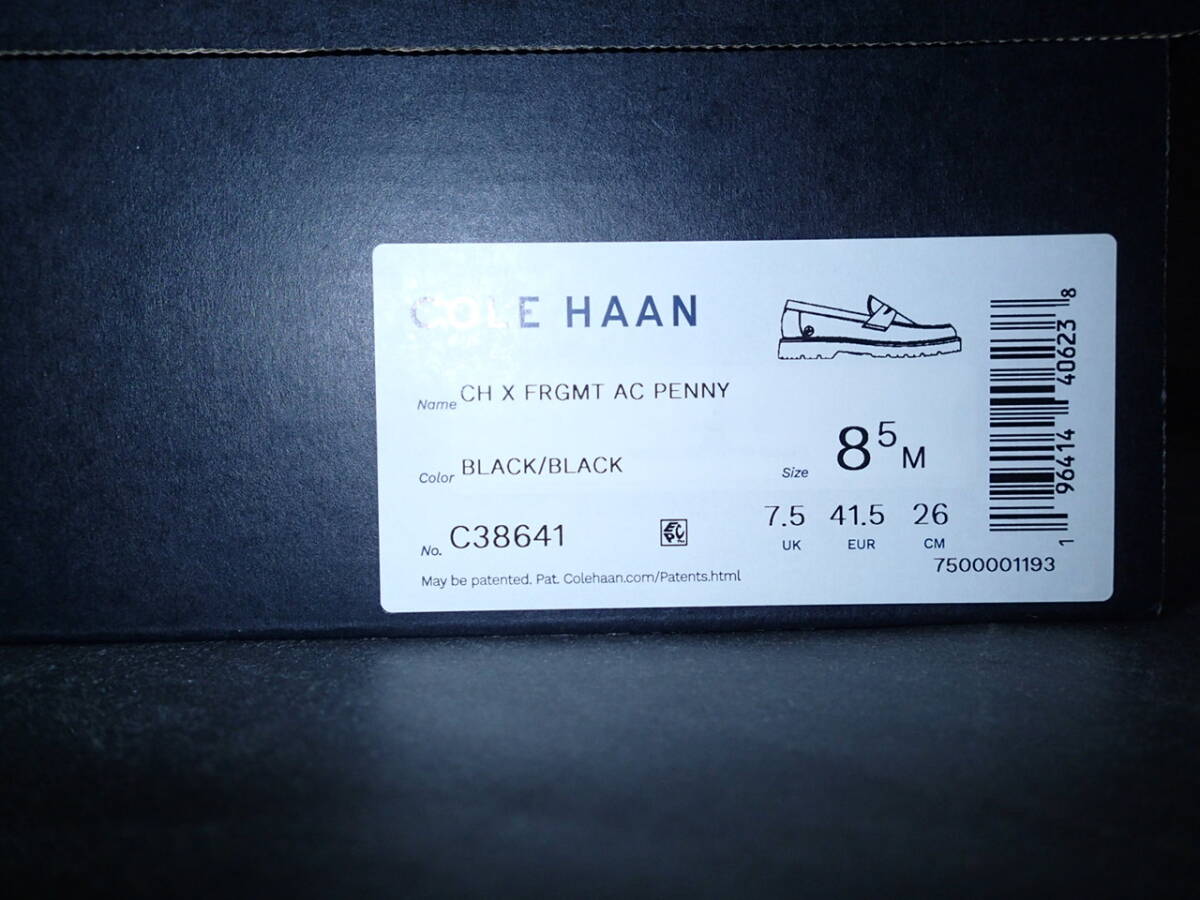 COLE HAAN
Name CH X FRGMT AC PENNY
Color BLACK/BLACK
Size 8⁵ M
No. C38641
7.5 41.5 26
UK EUR CM
May be patented. Pat. Colehaan.com/Patents.html
7500001193
1 96414 40623 8